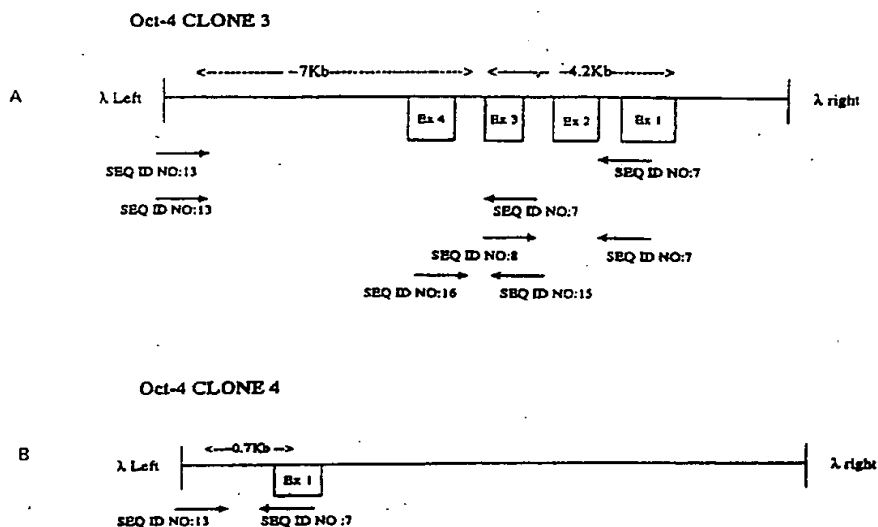 Oct-4 CLONE 3
<-------- ~7Kb --------> <------- ~4.2Kb ------->
A
λ Left
λ right
Ex 4 Ex 3 Ex 2 Ex 1
SEQ ID NO:13 SEQ ID NO:7
SEQ ID NO:13 SEQ ID NO:7
SEQ ID NO:8 SEQ ID NO:7
SEQ ID NO:16 SEQ ID NO:15
Oct-4 CLONE 4
B
<---0.7Kb -->
λ Left
λ right
Ex 1
SEQ ID NO:13 SEQ ID NO :7